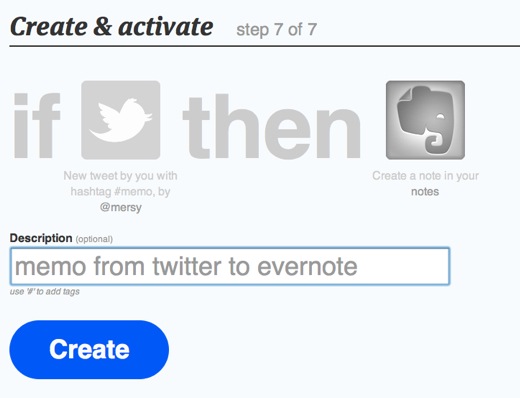 Create & activate step 7 of 7
if then
New tweet by you with
hashtag #memo, by
@mersy
Create a note in your
notes
Description (optional)
memo from twitter to evernote
use '#' to add tags
Create